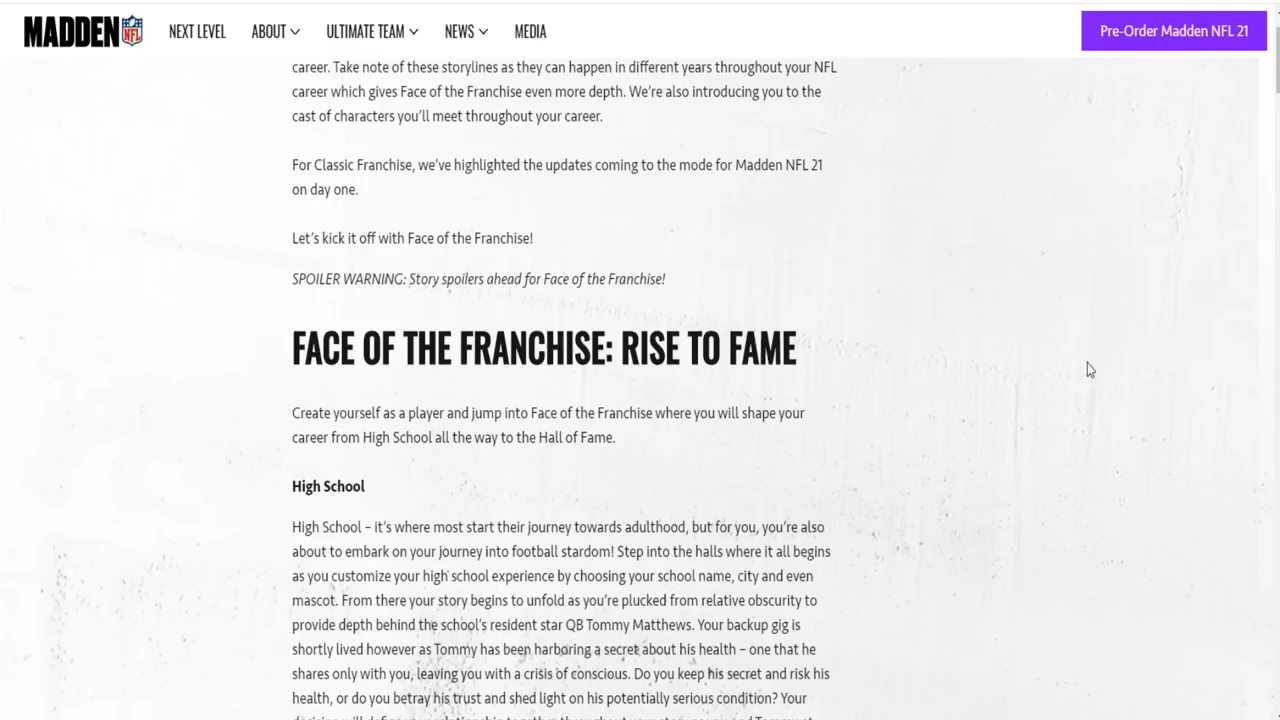 MADDEN NFL NEXT LEVEL ABOUT ULTIMATE TEAM NEWS MEDIA Pre-Order Madden NFL 21
career. Take note of these storylines as they can happen in different years throughout your NFL
career which gives Face of the Franchise even more depth. We're also introducing you to the
cast of characters you'll meet throughout your career.
For Classic Franchise, we've highlighted the updates coming to the mode for Madden NFL 21
on day one.
Let's kick it off with Face of the Franchise!
SPOILER WARNING: Story spoilers ahead for Face of the Franchise!
FACE OF THE FRANCHISE: RISE TO FAME
Create yourself as a player and jump into Face of the Franchise where you will shape your
career from High School all the way to the Hall of Fame.
High School
High School – it's where most start their journey towards adulthood, but for you, you're also
about to embark on your journey into football stardom! Step into the halls where it all begins
as you customize your high school experience by choosing your school name, city and even
mascot. From there your story begins to unfold as you're plucked from relative obscurity to
provide depth behind the school's resident star QB Tommy Matthews. Your backup gig is
shortly lived however as Tommy has been harboring a secret about his health – one that he
shares only with you, leaving you with a crisis of conscious. Do you keep his secret and risk his
health, or do you betray his trust and shed light on his potentially serious condition? Your